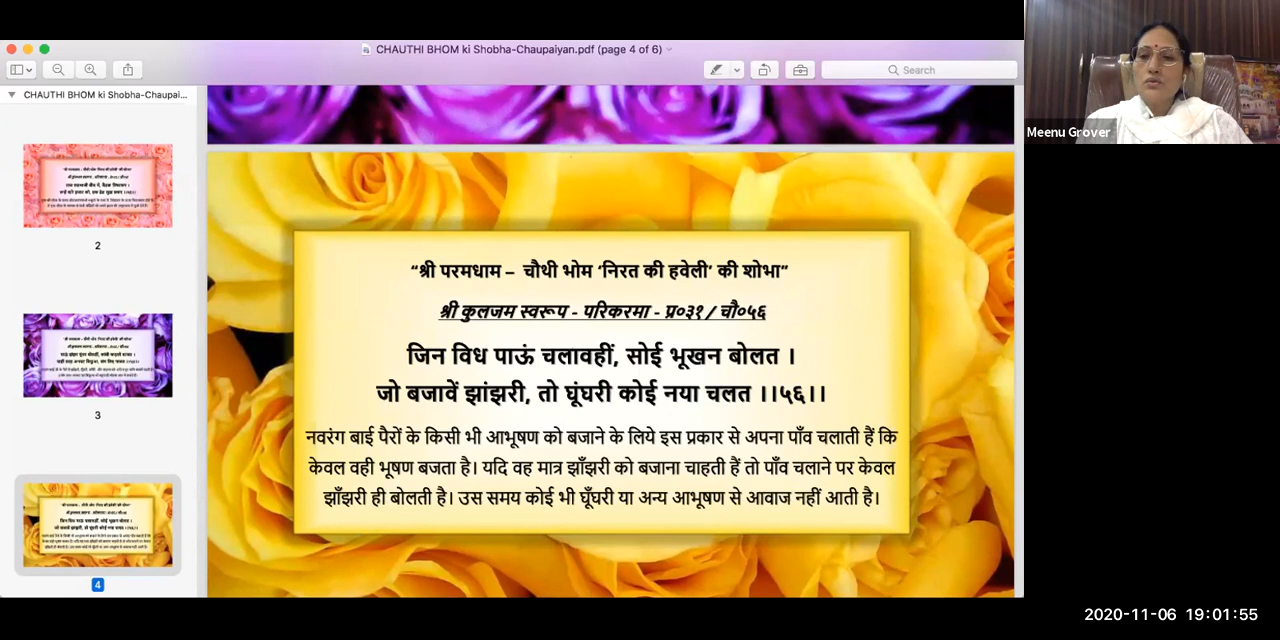 CHAUTHI BHOM ki Shobha-Chaupaiyan.pdf (page 4 of 6)
Search
CHAUTHI BHOM ki Shobha-Chaupai...
2
3
4
“श्री परमधाम – चौथी भोम ‘निरत की हवेली’ की शोभा”
श्री कुलजम स्वरूप - परिकरमा - प्र०३१ / चौ०५६
जिन विध पाऊं चलावहीं, सोई भूखन बोलत ।
जो बजावें झांझरी, तो घूंघरी कोई नया चलत ।।५६।।
नवरंग बाई पैरों के किसी भी आभूषण को बजाने के लिये इस प्रकार से अपना पाँव चलाती हैं कि
केवल वही भूषण बजता है। यदि वह मात्र झाँझरी को बजाना चाहती हैं तो पाँव चलाने पर केवल
झाँझरी ही बोलती है। उस समय कोई भी घूँघरी या अन्य आभूषण से आवाज नहीं आती है।
Meenu Grover
2020-11-06 19:01:55